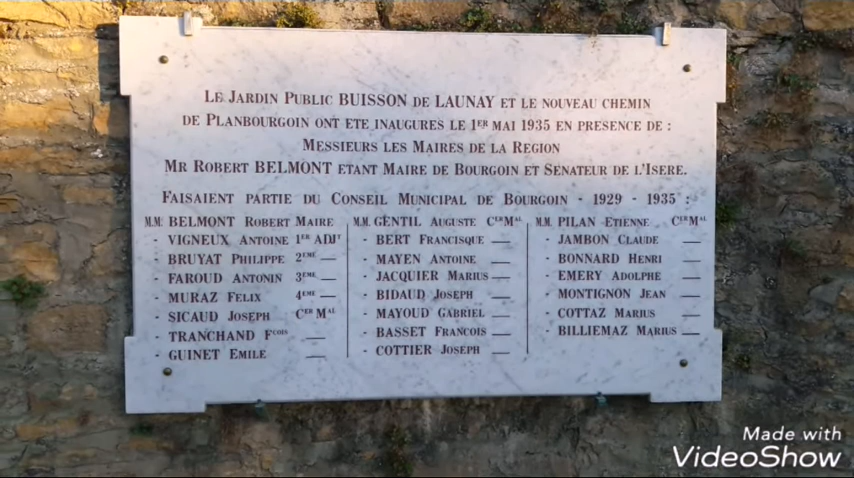 LE JARDIN PUBLIC BUISSON DE LAUNAY ET LE NOUVEAU CHEMIN
DE PLANBOURGOIN ONT ETE INAUGURES LE 1ER MAI 1935 EN PRESENCE DE :
MESSIEURS LES MAIRES DE LA REGION
MR ROBERT BELMONT ETANT MAIRE DE BOURGOIN ET SÉNATEUR DE L'ISERE.
FAISAIENT PARTIE DU CONSEIL MUNICIPAL DE BOURGOIN - 1929 - 1935 :
M.M. BELMONT ROBERT MAIRE
- VIGNEUX ANTOINE 1ER ADJT
- BRUYAT PHILIPPE 2EME —
- FAROUD ANTONIN 3EME —
- MURAZ FELIX 4EME —
- SICAUD JOSEPH CER MAL
- TRANCHAND FCOIS —
- GUINET EMILE —
M.M. GENTIL AUGUSTE CERMAL
- BERT FRANCISQUE —
- MAYEN ANTOINE —
- JACQUIER MARIUS —
- BIDAUD JOSEPH —
- MAYOUD GABRIEL —
- BASSET FRANCOIS —
- COTTIER JOSEPH —
M.M. PILAN ETIENNE CERMAL
- JAMBON CLAUDE —
- BONNARD HENRI —
- EMERY ADOLPHE —
- MONTIGNON JEAN —
- COTTAZ MARIUS —
- BILLIEMAZ MARIUS —
Made With
VideoShow